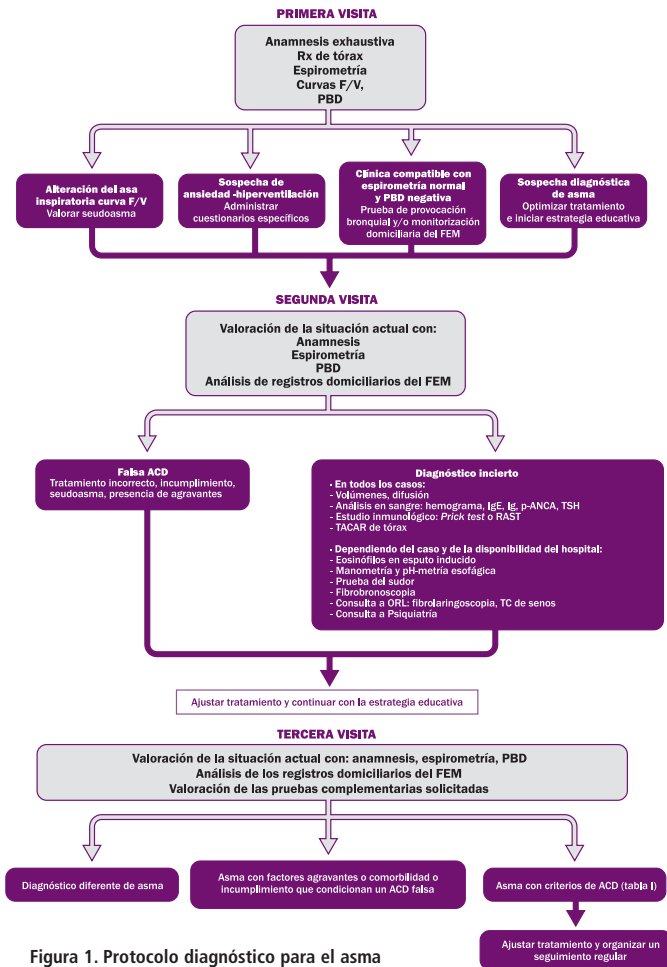 PRIMERA VISITA
Anamnesis exhaustiva
Rx de tórax
Espirometría
Curvas F/V,
PBD
Alteración del asa
inspiratoria curva F/V
Valorar seudoasma
Sospecha de
ansiedad -hiperventilación
Administrar
cuestionarios específicos
Clínica compatible con
espirometría normal
y PBD negativa
Prueba de provocación
bronquial y/o monitorización
domiciliaria del FEM
Sospecha diagnóstica
de asma
Optimizar tratamiento
e iniciar estrategia educativa
SEGUNDA VISITA
Valoración de la situación actual con:
Anamnesis
Espirometría
PBD
Análisis de registros domiciliarios del FEM
Falsa ACD
Tratamiento incorrecto, incumplimiento,
seudoasma, presencia de agravantes
Diagnóstico incierto
- En todos los casos:
- Volúmenes, difusión
- Análisis en sangre: hemograma, IgE, Ig, p-ANCA, TSH
- Estudio inmunológico: Prick test o RAST
- TACAR de tórax
- Dependiendo del caso y de la disponibilidad del hospital:
- Eosinófilos en esputo inducido
- Manometría y pH-metría esofágica
- Prueba del sudor
- Fibrobronoscopia
- Consulta a ORL: fibrolaringoscopia, TC de senos
- Consulta a Psiquiatría
Ajustar tratamiento y continuar con la estrategia educativa
TERCERA VISITA
Valoración de la situación actual con: anamnesis, espirometría, PBD
Análisis de los registros domiciliarios del FEM
Valoración de las pruebas complementarias solicitadas
Diagnóstico diferente de asma
Asma con factores agravantes o comorbilidad o
incumplimiento que condicionan un ACD falsa
Asma con criterios de ACD (tabla I)
Ajustar tratamiento y organizar un
seguimiento regular
Figura 1. Protocolo diagnóstico para el asma